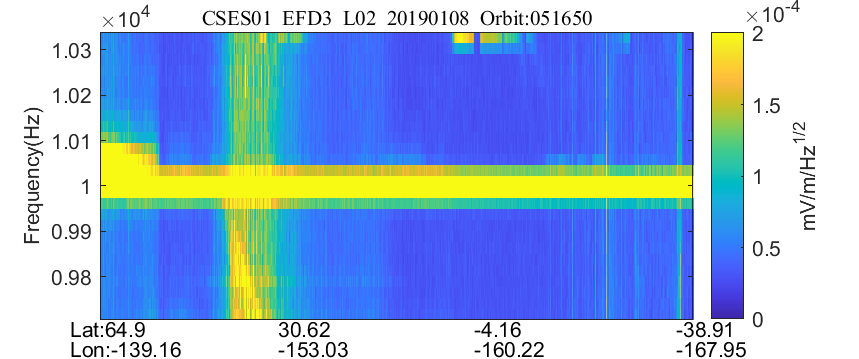 ×10⁴
CSES01 EFD3 L02 20190108 Orbit:051650
×10⁻⁴
1.03
1.02
1.01
1
0.99
0.98
Frequency(Hz)
2
1.5
1
0.5
0
mV/m/Hz^1/2
Lat:64.9 30.62 -4.16 -38.91
Lon:-139.16 -153.03 -160.22 -167.95